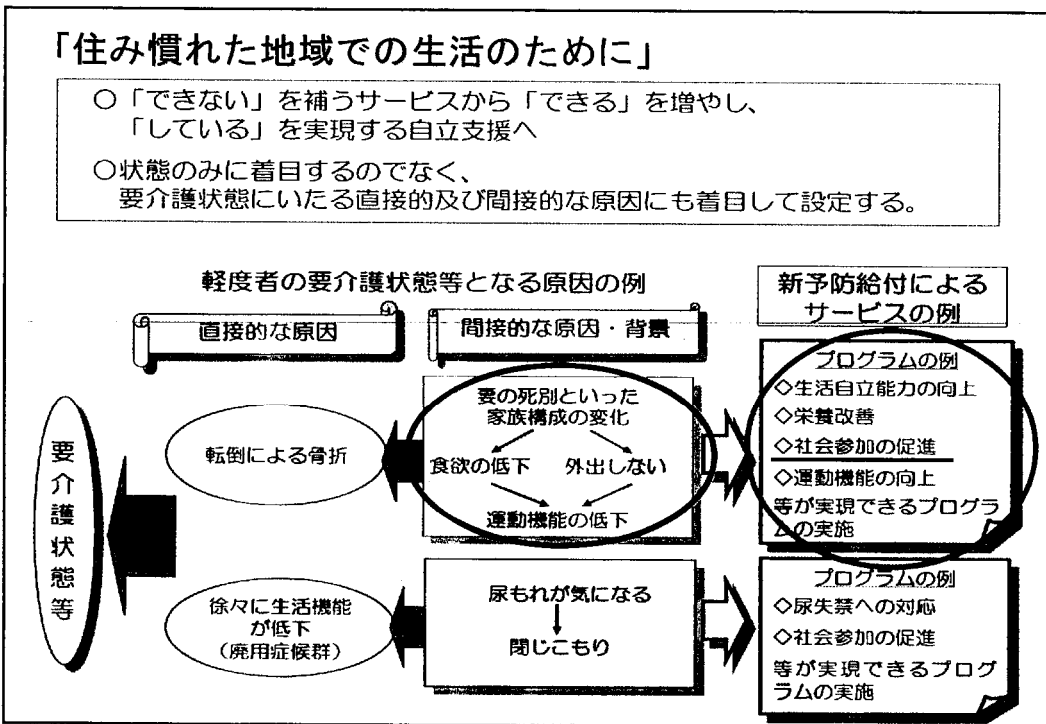 「住み慣れた地域での生活のために」
○「できない」を補うサービスから「できる」を増やし、
「している」を実現する自立支援へ
○状態のみに着目するのでなく、
要介護状態にいたる直接的及び間接的な原因にも着目して設定する。
軽度者の要介護状態等となる原因の例
新予防給付による
サービスの例
直接的な原因
間接的な原因・背景
要介護状態等
転倒による骨折
妻の死別といった
家族構成の変化
食欲の低下
外出しない
運動機能の低下
プログラムの例
◇生活自立能力の向上
◇栄養改善
◇社会参加の促進
◇運動機能の向上
等が実現できるプログラ
ムの実施
徐々に生活機能
が低下
(廃用症候群)
尿もれが気になる
閉じこもり
プログラムの例
◇尿失禁への対応
◇社会参加の促進
等が実現できるプログ
ラムの実施